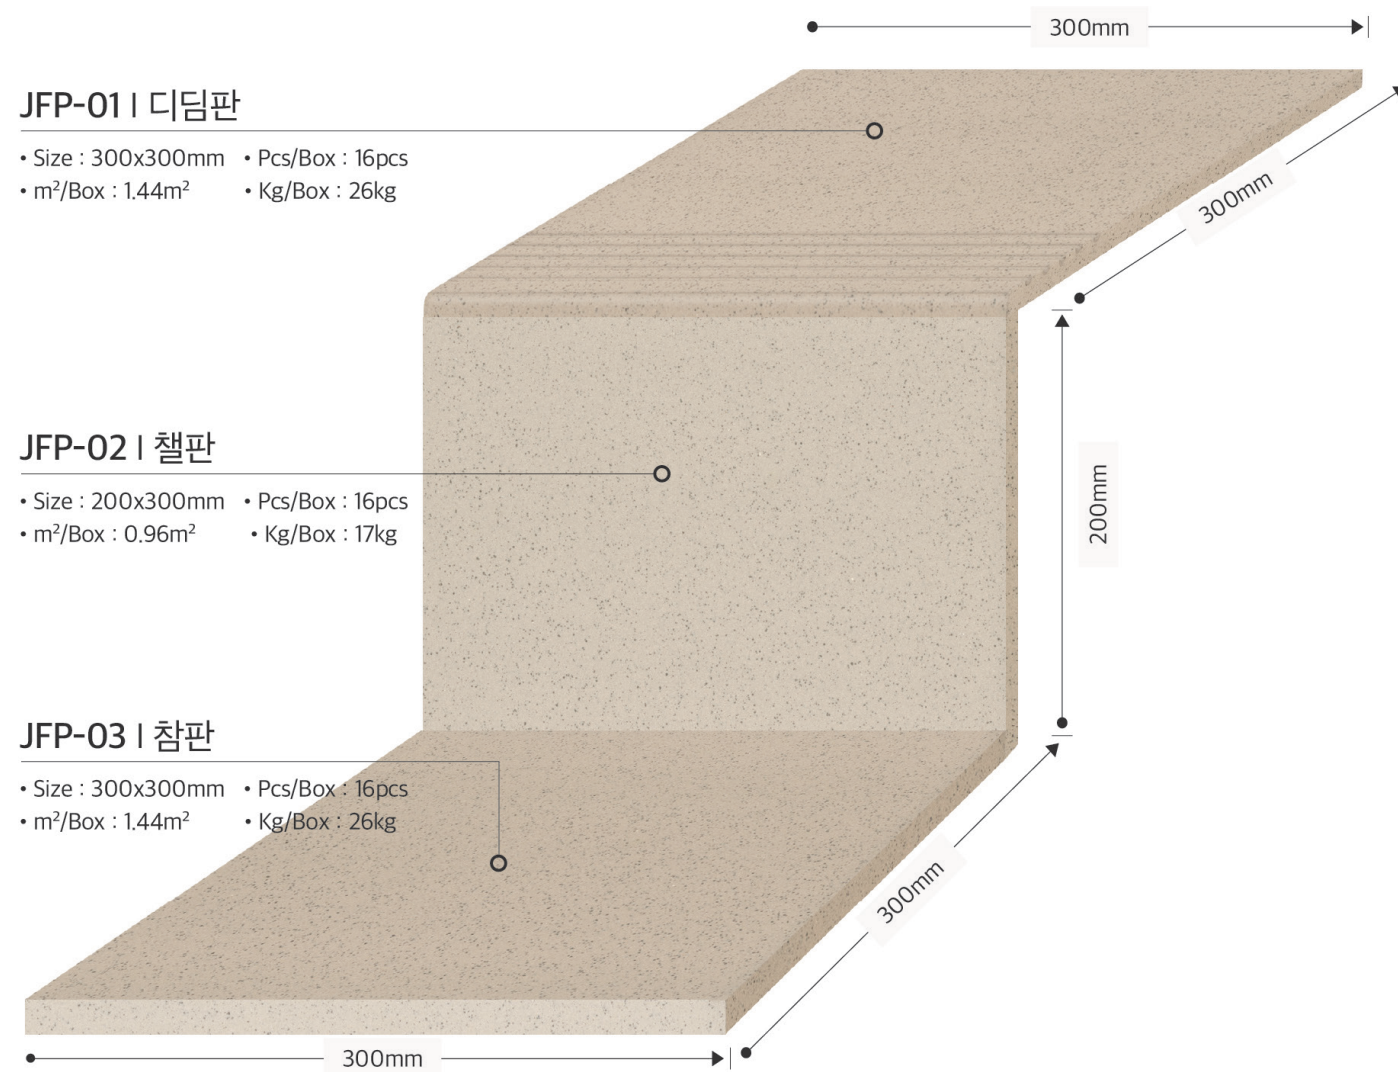 300mm
JFP-01 | 디딤판
• Size : 300x300mm • Pcs/Box : 16pcs
• m²/Box : 1.44m² • Kg/Box : 26kg
300mm
JFP-02 | 챌판
• Size : 200x300mm • Pcs/Box : 16pcs
• m²/Box : 0.96m² • Kg/Box : 17kg
200mm
JFP-03 | 참판
• Size : 300x300mm • Pcs/Box : 16pcs
• m²/Box : 1.44m² • Kg/Box : 26kg
300mm
300mm